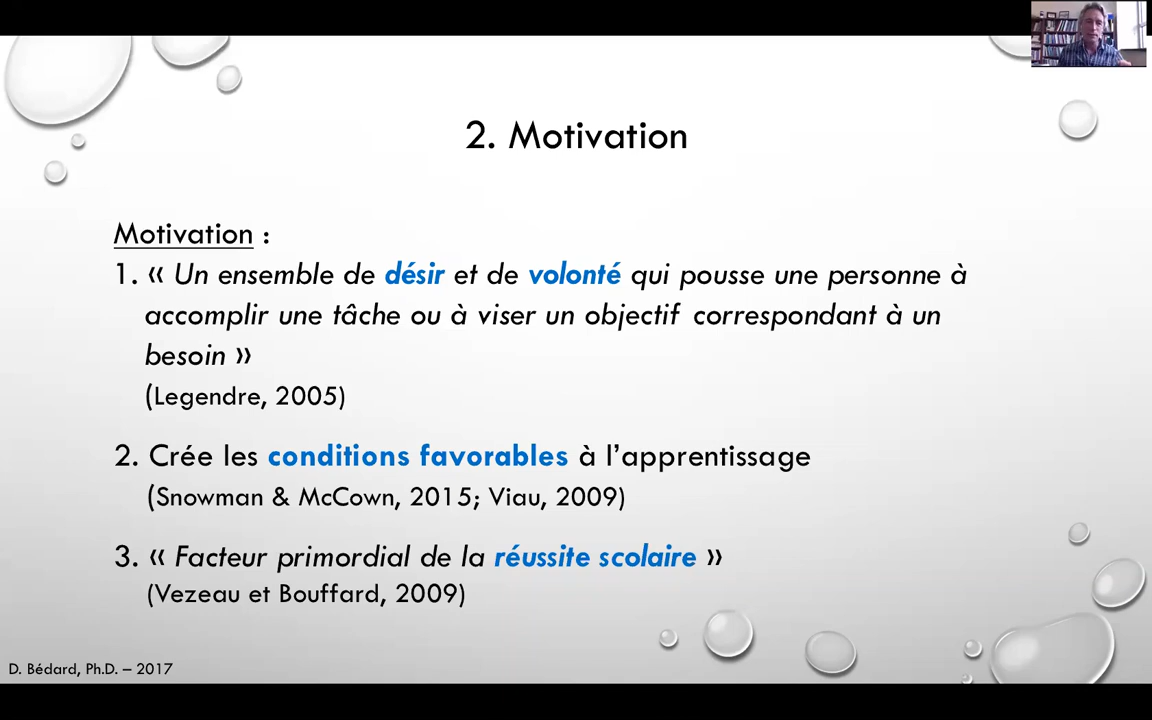 2. Motivation
Motivation :
1. « Un ensemble de désir et de volonté qui pousse une personne à
accomplir une tâche ou à viser un objectif correspondant à un
besoin »
(Legendre, 2005)
2. Crée les conditions favorables à l’apprentissage
(Snowman & McCown, 2015; Viau, 2009)
3. « Facteur primordial de la réussite scolaire »
(Vezeau et Bouffard, 2009)
D. Bédard, Ph.D. – 2017